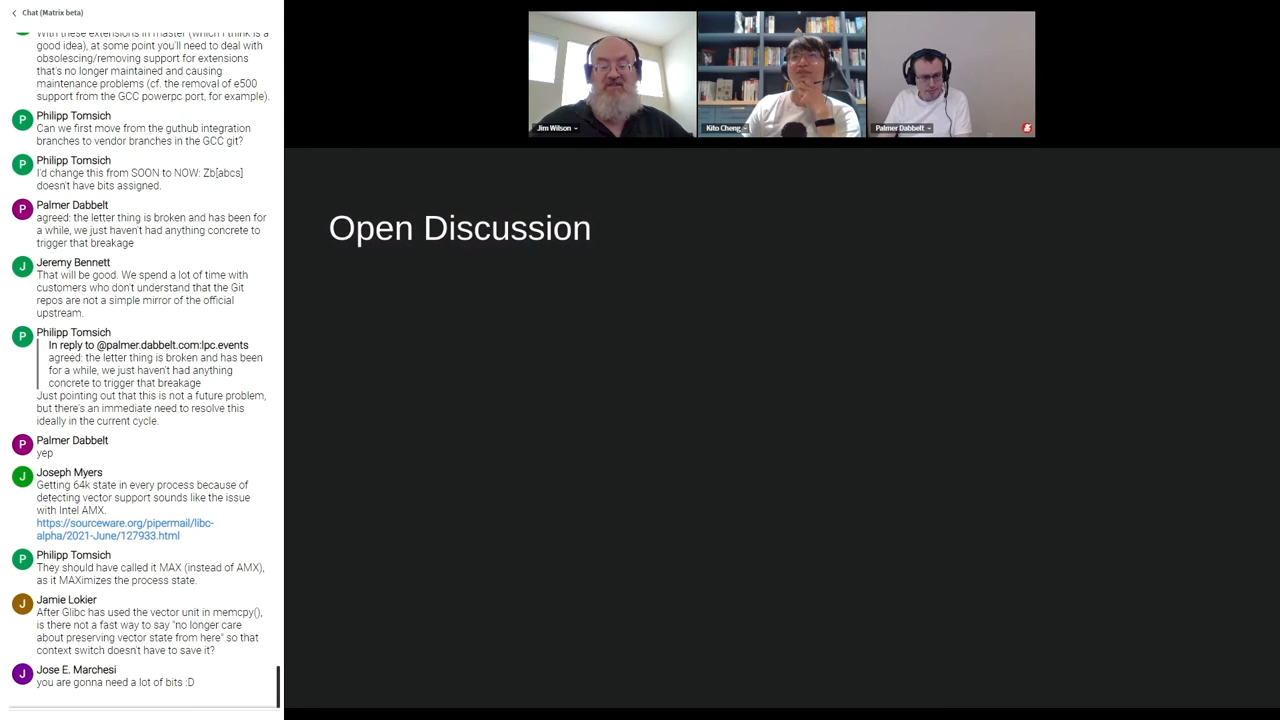 Chat (Matrix beta)
With these extensions in master (which I think is a
good idea), at some point you'll need to deal with
obsolescing/removing support for extensions
that's no longer maintained and causing
maintenance problems (cf. the removal of e500
support from the GCC powerpc port, for example).
P
Philipp Tomsich
Can we first move from the guthub integration
branches to vendor branches in the GCC git?
P
Philipp Tomsich
I'd change this from SOON to NOW: Zb[abcs]
doesn't have bits assigned.
P
Palmer Dabbelt
agreed: the letter thing is broken and has been for
a while, we just haven't had anything concrete to
trigger that breakage
J
Jeremy Bennett
That will be good. We spend a lot of time with
customers who don't understand that the Git
repos are not a simple mirror of the official
upstream.
P
Philipp Tomsich
In reply to @palmer.dabbelt.com:lpc.events
agreed: the letter thing is broken and has been
for a while, we just haven't had anything
concrete to trigger that breakage
Just pointing out that this is not a future problem,
but there's an immediate need to resolve this
ideally in the current cycle.
P
Palmer Dabbelt
yep
J
Joseph Myers
Getting 64k state in every process because of
detecting vector support sounds like the issue
with Intel AMX.
https://sourceware.org/pipermail/libc-
alpha/2021-June/127933.html
P
Philipp Tomsich
They should have called it MAX (instead of AMX),
as it MAXimizes the process state.
J
Jamie Lokier
After Glibc has used the vector unit in memcpy(),
is there not a fast way to say "no longer care
about preserving vector state from here" so that
context switch doesn't have to save it?
J
Jose E. Marchesi
you are gonna need a lot of bits :D
Jim Wilson
Kito Cheng
Palmer Dabbelt
Open Discussion